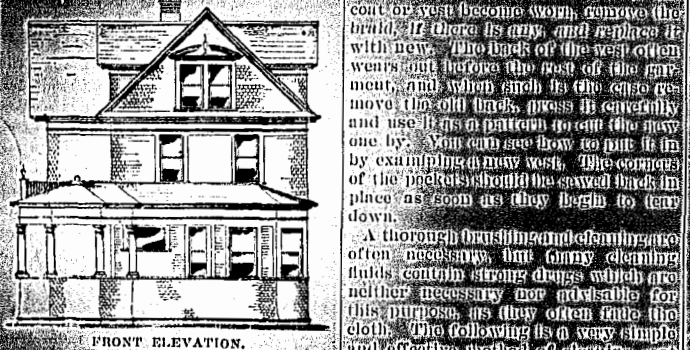 FRONT ELEVATION.
coat or vest become worn, remove the
braid, if there is any, and replace it
with new. The back of the vest often
wears out before the rest of the gar-
ment, and when such is the case re-
move the old back, press it carefully
and use it as a pattern to cut the new
one by. You can see how to put it in
by examining a new vest. The corners
of the pockets should be sewed back in
place as soon as they begin to tear
down.
A thorough brushing and cleaning are
often necessary, but many cleaning
fluids contain strong drugs which are
neither necessary nor advisable for
this purpose, as they often fade the
cloth. The following is a very simple
and effective